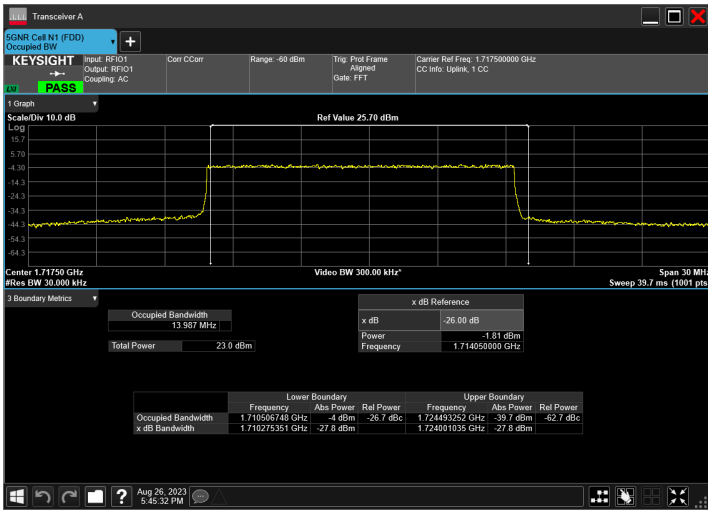 Transceiver A
5GNR Cell N1 (FDD)
Occupied BW
KEYSIGHT
LXI
PASS
Input: RFIO1
Output: RFIO1
Coupling: AC
Corr CCorr
Range: -60 dBm
Trig: Prot Frame
Aligned
Gate: FFT
Carrier Ref Freq: 1.717500000 GHz
CC Info: Uplink, 1 CC
1 Graph
Scale/Div 10.0 dB
Ref Value 25.70 dBm
Log
15.7
5.70
-4.30
-14.3
-24.3
-34.3
-44.3
-54.3
-64.3
Center 1.71750 GHz
Video BW 300.00 kHz*
Span 30 MHz
#Res BW 30.000 kHz
Sweep 39.7 ms (1001 pts
3 Boundary Metrics
Occupied Bandwidth
13.987 MHz
Total Power 23.0 dBm
x dB Reference
x dB -26.00 dB
Power -1.81 dBm
Frequency 1.714050000 GHz
Lower Boundary Upper Boundary
Frequency Abs Power Rel Power Frequency Abs Power Rel Power
Occupied Bandwidth 1.710506748 GHz -4 dBm -26.7 dBc 1.724493252 GHz -39.7 dBm -62.7 dBc
x dB Bandwidth 1.710275351 GHz -27.8 dBm 1.724001035 GHz -27.8 dBm
Aug 26, 2023
5:45:32 PM